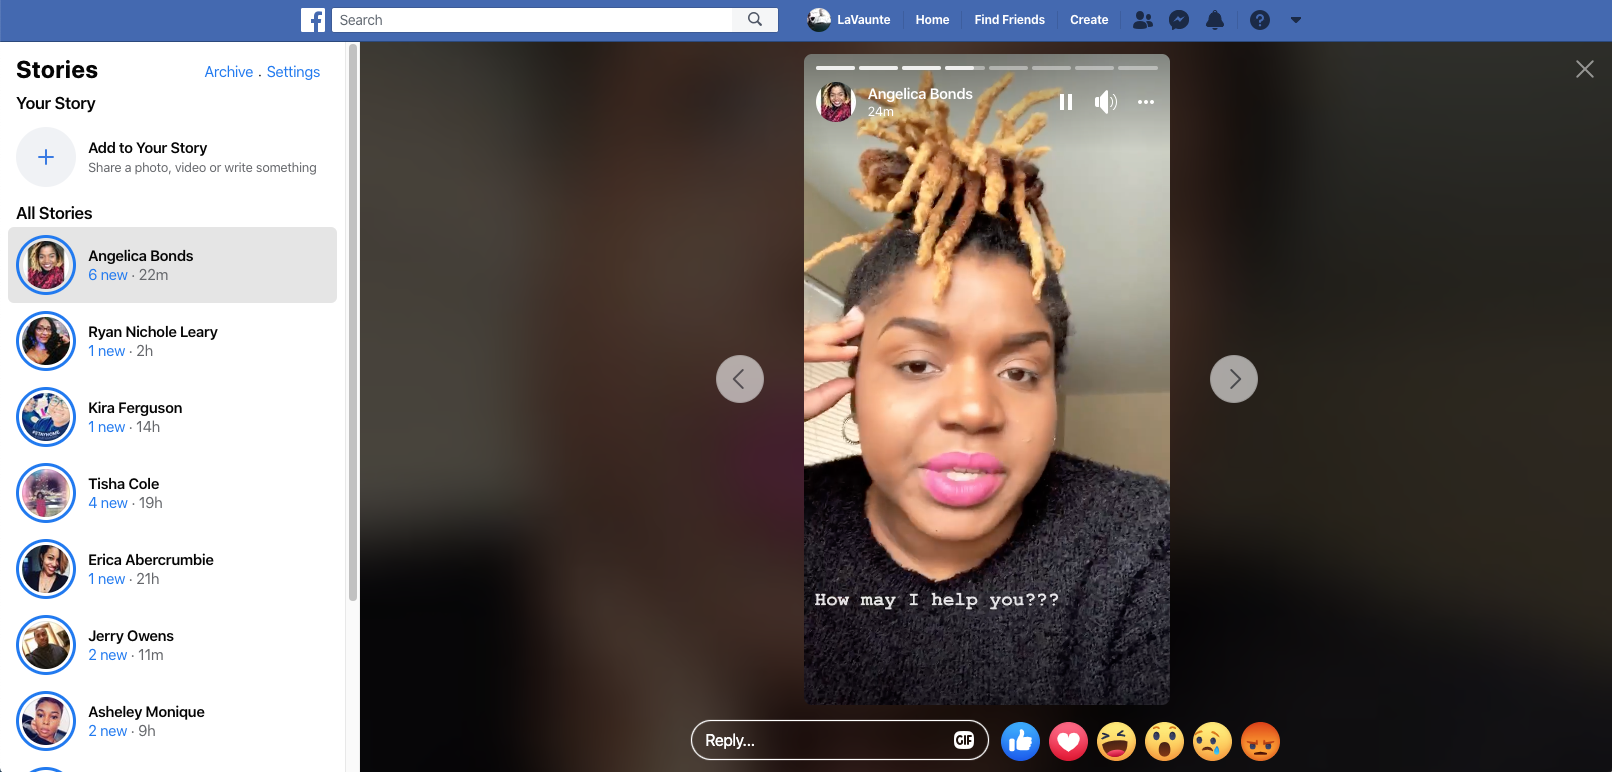 f
Search
LaVaunte
Home
Find Friends
Create
Stories
Archive . Settings
Your Story
Add to Your Story
Share a photo, video or write something
All Stories
Angelica Bonds
6 new · 22m
Ryan Nichole Leary
1 new · 2h
Kira Ferguson
1 new · 14h
#STAYHOME
Tisha Cole
4 new · 19h
Erica Abercrumbie
1 new · 21h
Jerry Owens
2 new · 11m
Asheley Monique
2 new · 9h
Angelica Bonds
24m
How may I help you???
Reply...
GIF